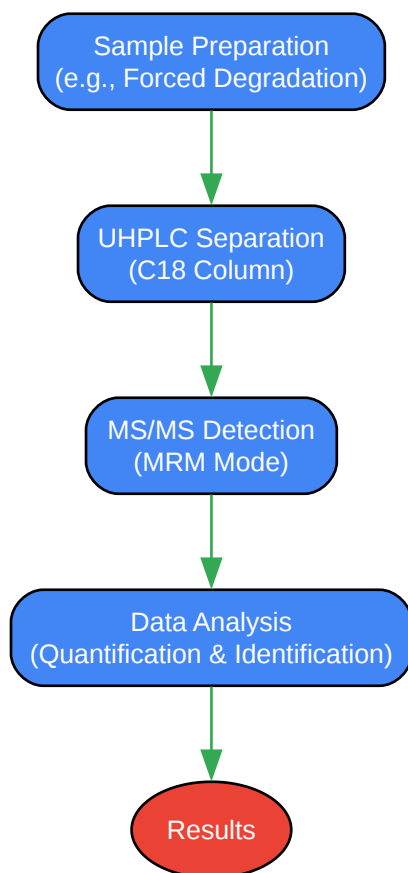 Sample Preparation
(e.g., Forced Degradation)
UHPLC Separation
(C18 Column)
MS/MS Detection
(MRM Mode)
Data Analysis
(Quantification & Identification)
Results